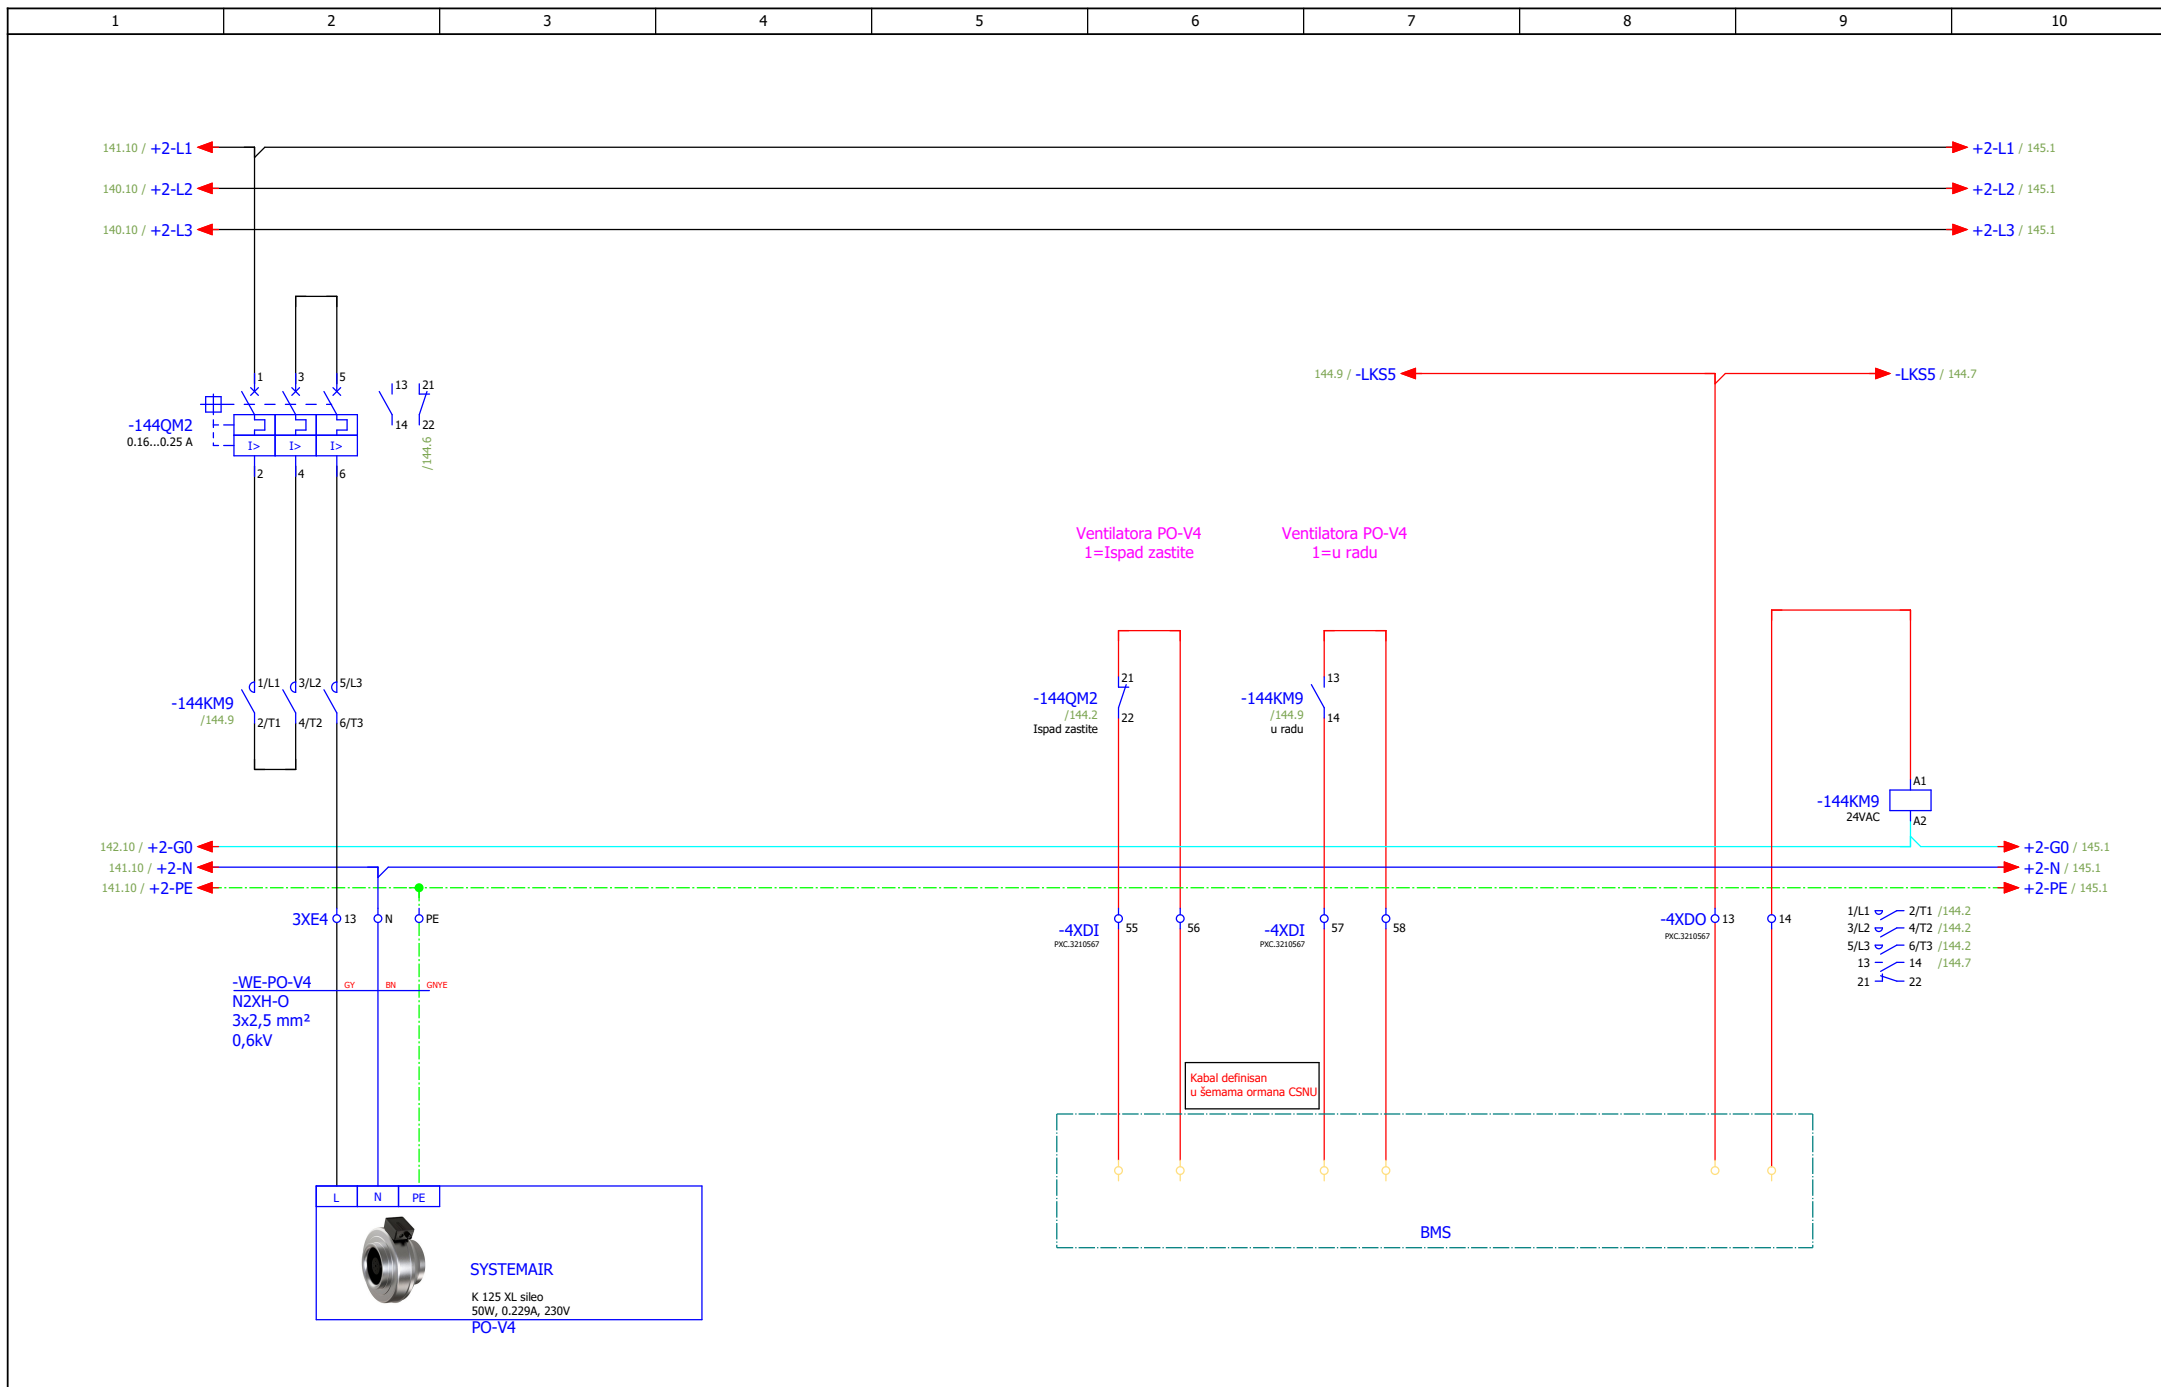 1 2 3 4 5 6 7 8 9 10
141.10 / +2-L1
+2-L1 / 145.1
140.10 / +2-L2
+2-L2 / 145.1
140.10 / +2-L3
+2-L3 / 145.1
144.9 / -LKS5
-LKS5 / 144.7
1 3 5
13 21
-144QM2
0.16...0.25 A
14 22
I> I> I>
/144.6
2 4 6
Ventilatora PO-V4
1=Ispad zastite
Ventilatora PO-V4
1=u radu
1/L1 3/L2 5/L3
-144KM9
/144.9
2/T1 4/T2 6/T3
21
-144QM2
/144.2
22
Ispad zastite
13
-144KM9
/144.9
14
u radu
A1
-144KM9
24VAC
A2
142.10 / +2-G0
+2-G0 / 145.1
141.10 / +2-N
+2-N / 145.1
141.10 / +2-PE
+2-PE / 145.1
3XE4 13 N PE
-4XDI 55 56
PXC.3210567
-4XDI 57 58
PXC.3210567
-4XDO 13 14
PXC.3210567
1/L1 2/T1 /144.2
3/L2 4/T2 /144.2
5/L3 6/T3 /144.2
13 14 /144.7
21 22
-WE-PO-V4 GY BN GNYE
N2XH-O
3x2,5 mm²
0,6kV
Kabal definisan
u šemama ormana CSNU
L N PE
BMS
SYSTEMAIR
K 125 XL sileo
50W, 0.229A, 230V
PO-V4